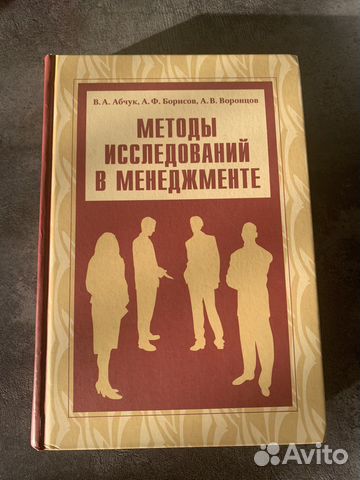 В. А. Абчук, А. Ф. Борисов, А. В. Воронцов
МЕТОДЫ
ИССЛЕДОВАНИЙ
В МЕНЕДЖМЕНТЕ
Avito